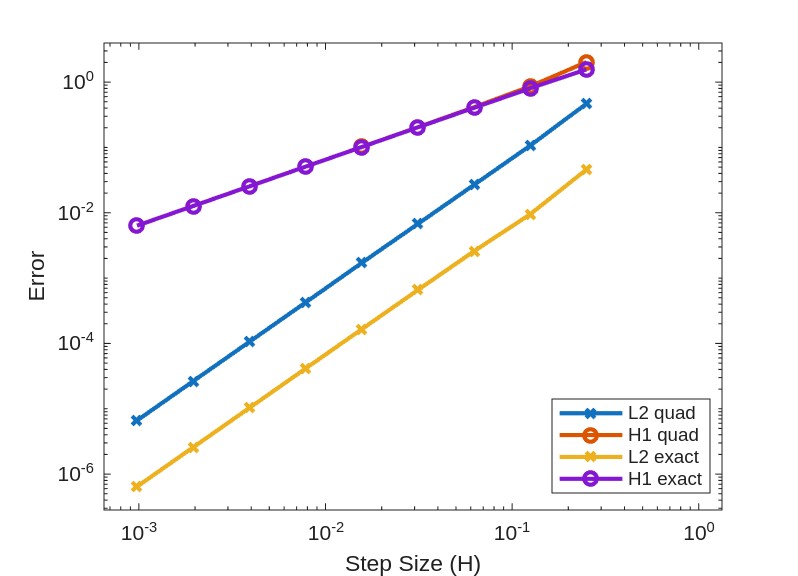 10^0
10^-2
10^-4
10^-6
Error
L2 quad
H1 quad
L2 exact
H1 exact
10^-3 10^-2 10^-1 10^0
Step Size (H)